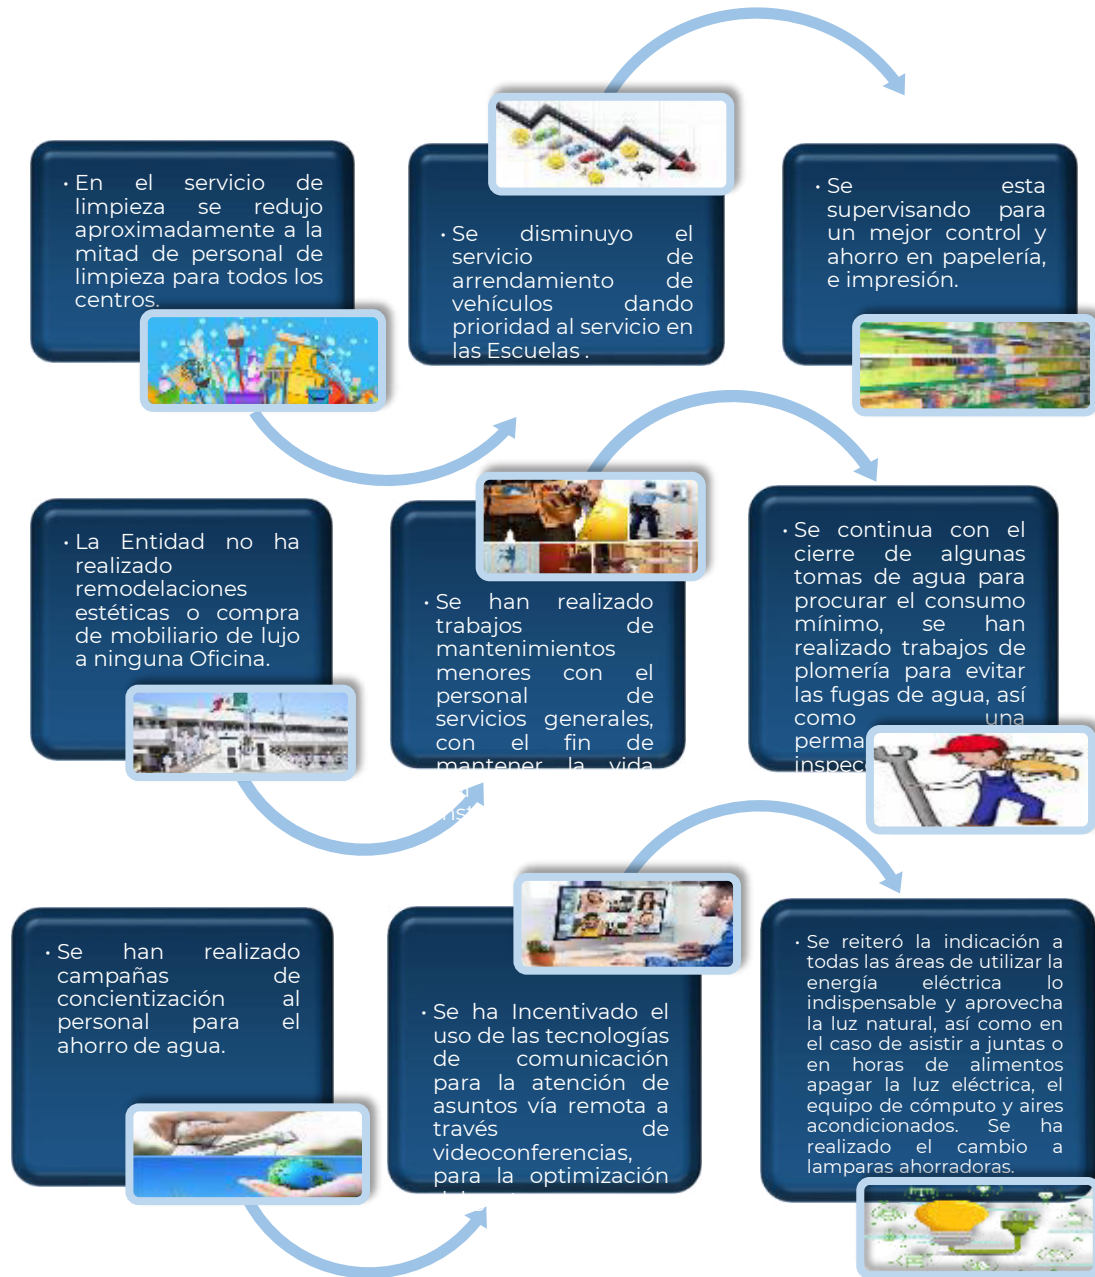 · En el servicio de
limpieza se redujo
aproximadamente a la
mitad de personal de
limpieza para todos los
centros.
· Se disminuyo el
servicio de
arrendamiento de
vehículos dando
prioridad al servicio en
las Escuelas .
· Se esta
supervisando para
un mejor control y
ahorro en papelería,
e impresión.
· La Entidad no ha
realizado
remodelaciones
estéticas o compra
de mobiliario de lujo
a ninguna Oficina.
· Se han realizado
trabajos de
mantenimientos
menores con el
personal de
servicios generales,
con el fin de
mantener la vida
· Se continua con el
cierre de algunas
tomas de agua para
procurar el consumo
mínimo, se han
realizado trabajos de
plomería para evitar
las fugas de agua, así
como una
· Se han realizado
campañas de
concientización al
personal para el
ahorro de agua.
· Se ha Incentivado el
uso de las tecnologías
de comunicación
para la atención de
asuntos vía remota a
través de
videoconferencias,
para la optimización
· Se reiteró la indicación a
todas las áreas de utilizar la
energía eléctrica lo
indispensable y aprovecha
la luz natural, así como en
el caso de asistir a juntas o
en horas de alimentos
apagar la luz eléctrica, el
equipo de cómputo y aires
acondicionados. Se ha
realizado el cambio a
lamparas ahorradoras.